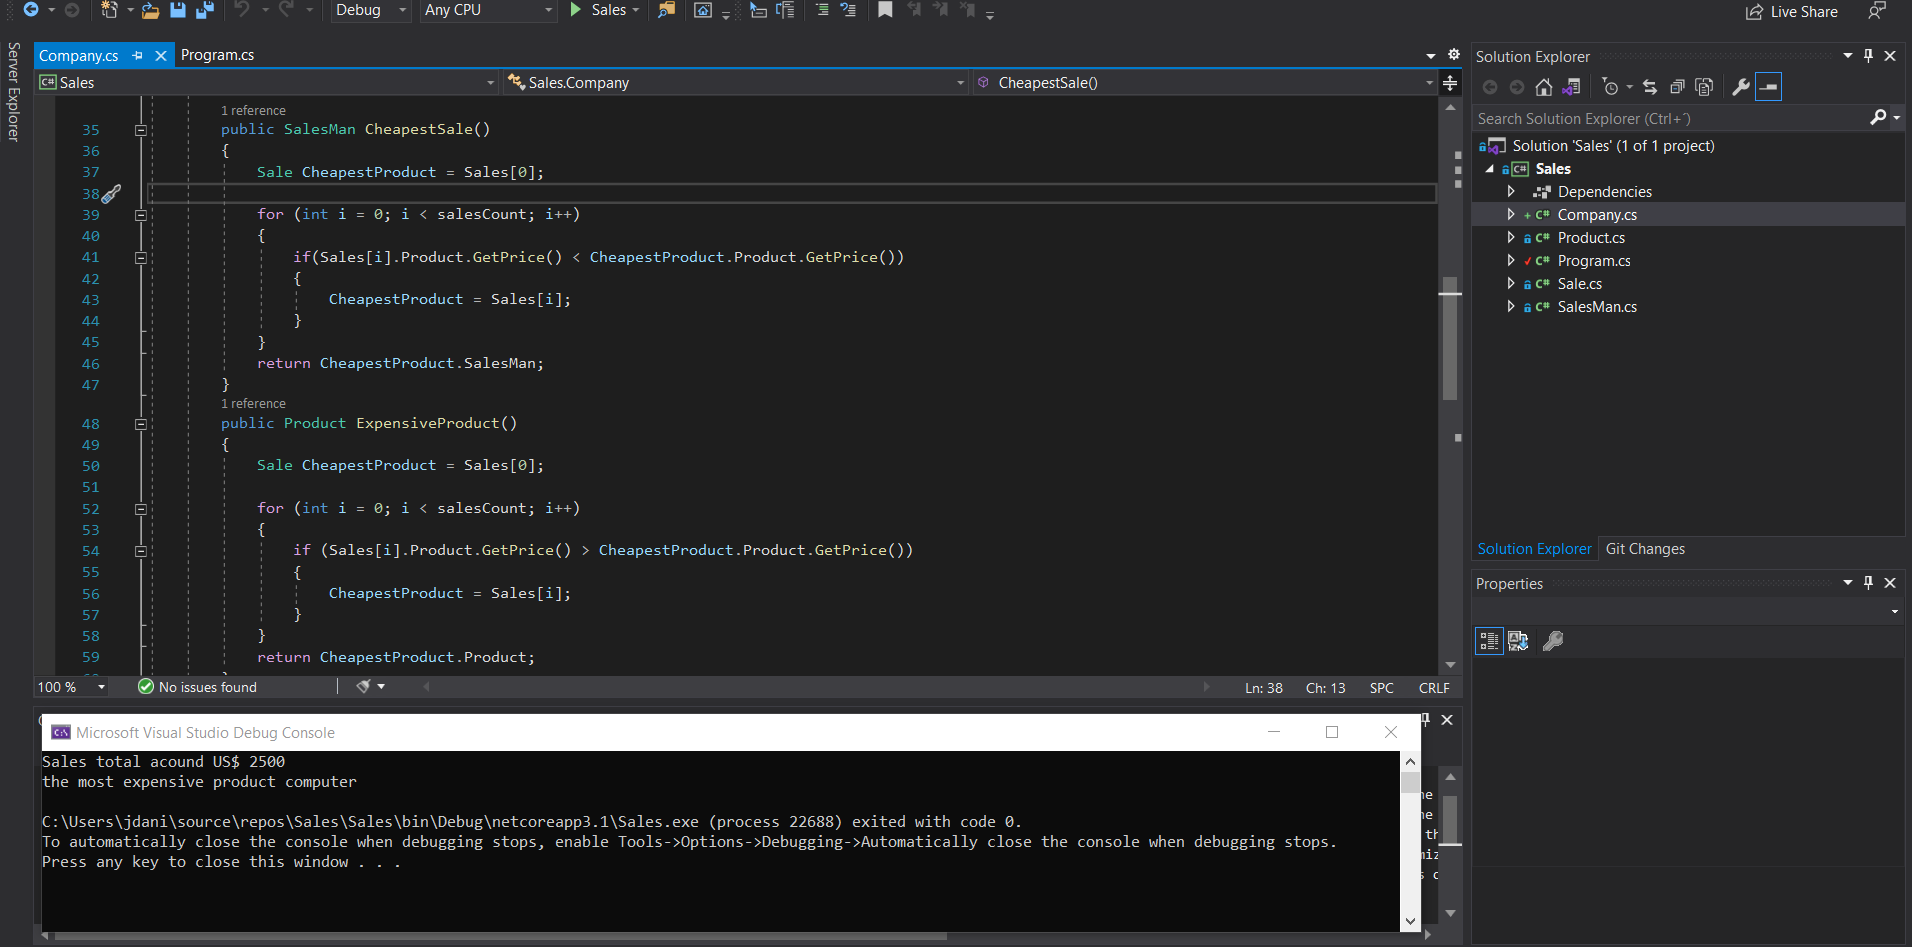 Debug Any CPU Sales Live Share
Server Explorer
Company.cs Program.cs
Sales Sales.Company CheapestSale()
1 reference
35 public SalesMan CheapestSale()
36 {
37 Sale CheapestProduct = Sales[0];
38
39 for (int i = 0; i < salesCount; i++)
40 {
41 if(Sales[i].Product.GetPrice() < CheapestProduct.Product.GetPrice())
42 {
43 CheapestProduct = Sales[i];
44 }
45 }
46 return CheapestProduct.SalesMan;
47 }
1 reference
48 public Product ExpensiveProduct()
49 {
50 Sale CheapestProduct = Sales[0];
51
52 for (int i = 0; i < salesCount; i++)
53 {
54 if (Sales[i].Product.GetPrice() > CheapestProduct.Product.GetPrice())
55 {
56 CheapestProduct = Sales[i];
57 }
58 }
59 return CheapestProduct.Product;
100 % No issues found Ln: 38 Ch: 13 SPC CRLF
Microsoft Visual Studio Debug Console
Sales total acound US$ 2500
the most expensive product computer
C:\Users\jdani\source\repos\Sales\Sales\bin\Debug\netcoreapp3.1\Sales.exe (process 22688) exited with code 0.
To automatically close the console when debugging stops, enable Tools->Options->Debugging->Automatically close the console when debugging stops.
Press any key to close this window . . .
Solution Explorer
Search Solution Explorer (Ctrl+´)
Solution 'Sales' (1 of 1 project)
C# Sales
Dependencies
C# Company.cs
C# Product.cs
C# Program.cs
C# Sale.cs
C# SalesMan.cs
Solution Explorer Git Changes
Properties